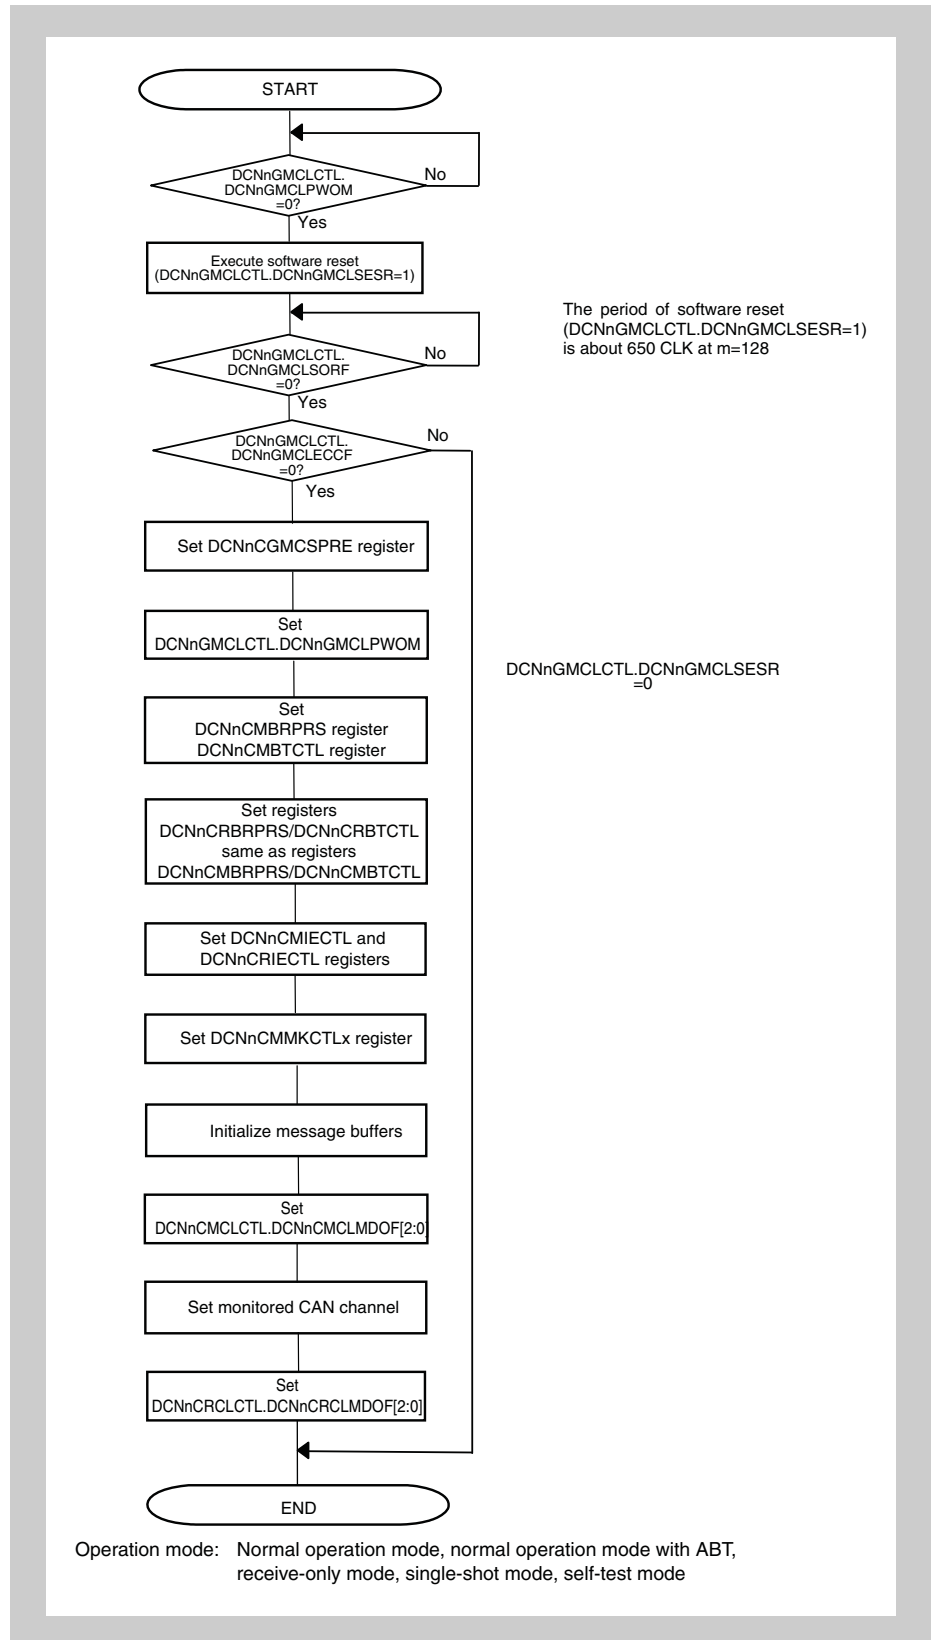 START
DCNnGMCLCTL.
DCNnGMCLPWOM
=0?
No
Yes
Execute software reset
(DCNnGMCLCTL.DCNnGMCLSESR=1)
The period of software reset
(DCNnGMCLCTL.DCNnGMCLSESR=1)
is about 650 CLK at m=128
DCNnGMCLCTL.
DCNnGMCLSORF
=0?
No
Yes
DCNnGMCLCTL.
DCNnGMCLECCF
=0?
No
Yes
Set DCNnCGMCSPRE register
Set
DCNnGMCLCTL.DCNnGMCLPWOM
DCNnGMCLCTL.DCNnGMCLSESR
=0
Set
DCNnCMBRPRS register
DCNnCMBTCTL register
Set registers
DCNnCRBRPRS/DCNnCRBTCTL
same as registers
DCNnCMBRPRS/DCNnCMBTCTL
Set DCNnCMIECTL and
DCNnCRIECTL registers
Set DCNnCMMKCTLx register
Initialize message buffers
Set
DCNnCMCLCTL.DCNnCMCLMDOF[2:0]
Set monitored CAN channel
Set
DCNnCRCLCTL.DCNnCRCLMDOF[2:0]
END
Operation mode: Normal operation mode, normal operation mode with ABT,
receive-only mode, single-shot mode, self-test mode